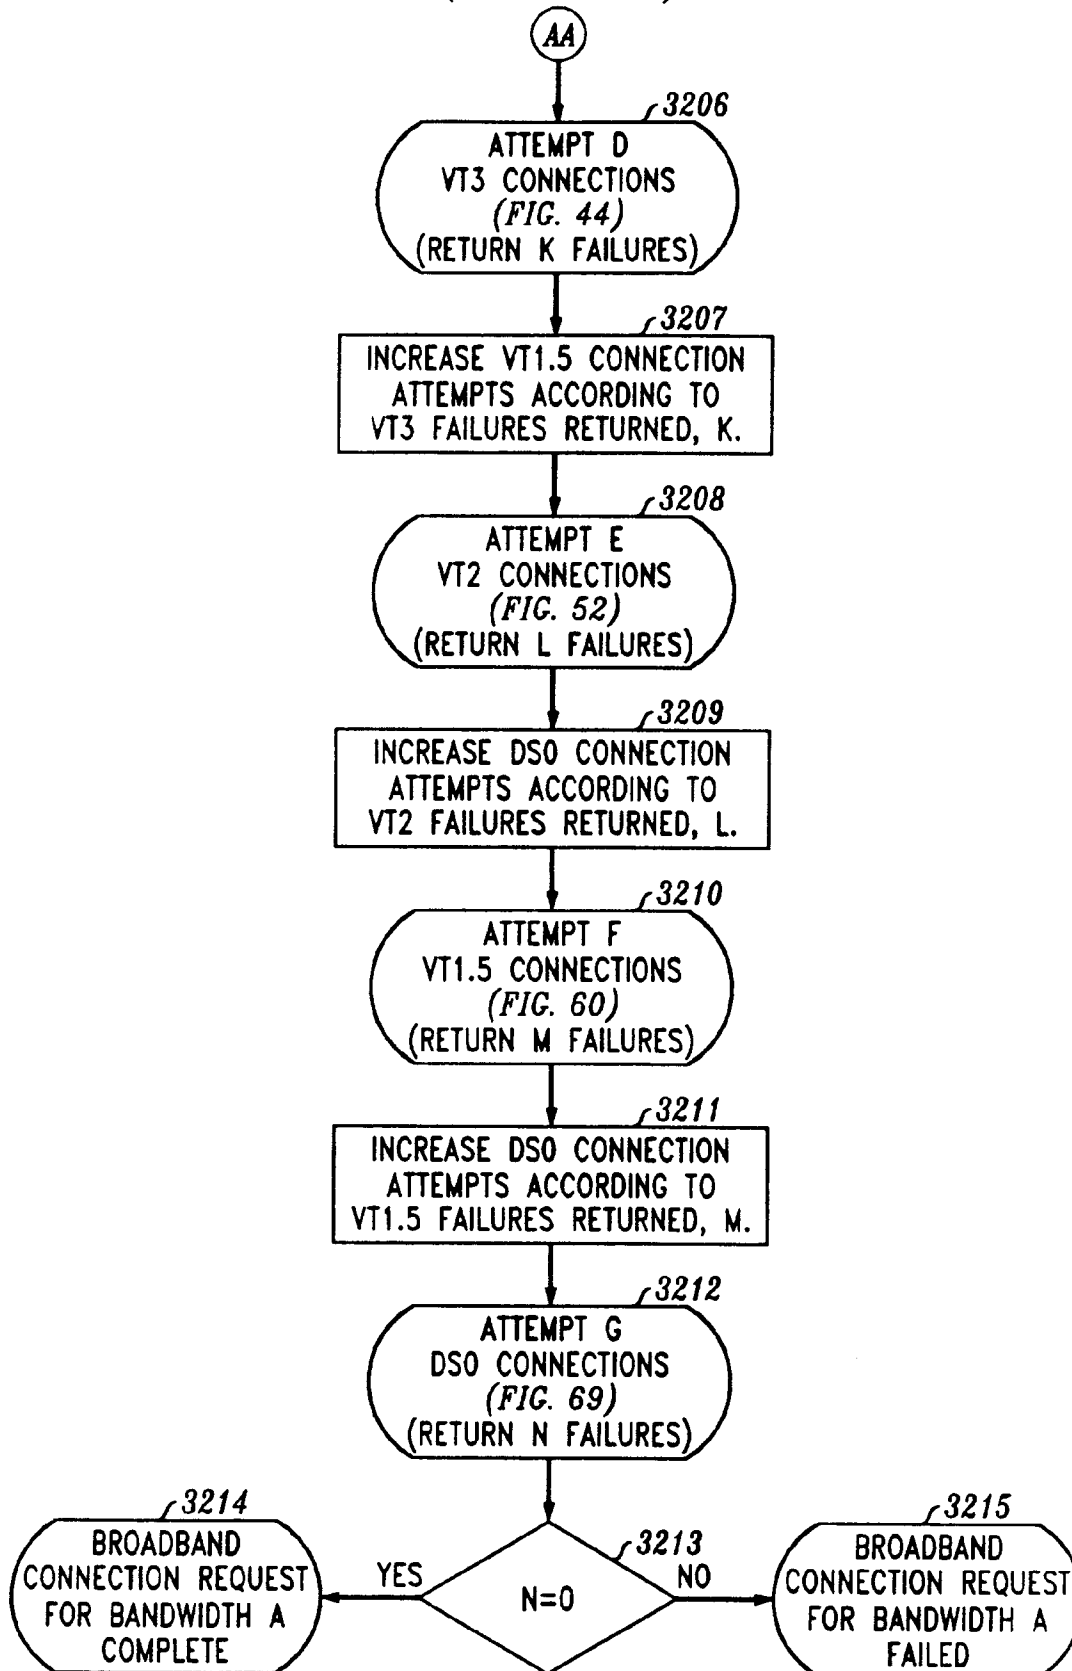 AA
3206
ATTEMPT D
VT3 CONNECTIONS
(FIG. 44)
(RETURN K FAILURES)
3207
INCREASE VT1.5 CONNECTION
ATTEMPTS ACCORDING TO
VT3 FAILURES RETURNED, K.
3208
ATTEMPT E
VT2 CONNECTIONS
(FIG. 52)
(RETURN L FAILURES)
3209
INCREASE DS0 CONNECTION
ATTEMPTS ACCORDING TO
VT2 FAILURES RETURNED, L.
3210
ATTEMPT F
VT1.5 CONNECTIONS
(FIG. 60)
(RETURN M FAILURES)
3211
INCREASE DS0 CONNECTION
ATTEMPTS ACCORDING TO
VT1.5 FAILURES RETURNED, M.
3212
ATTEMPT G
DS0 CONNECTIONS
(FIG. 69)
(RETURN N FAILURES)
3213
N=0
YES
NO
3214
BROADBAND
CONNECTION REQUEST
FOR BANDWIDTH A
COMPLETE
3215
BROADBAND
CONNECTION REQUEST
FOR BANDWIDTH A
FAILED